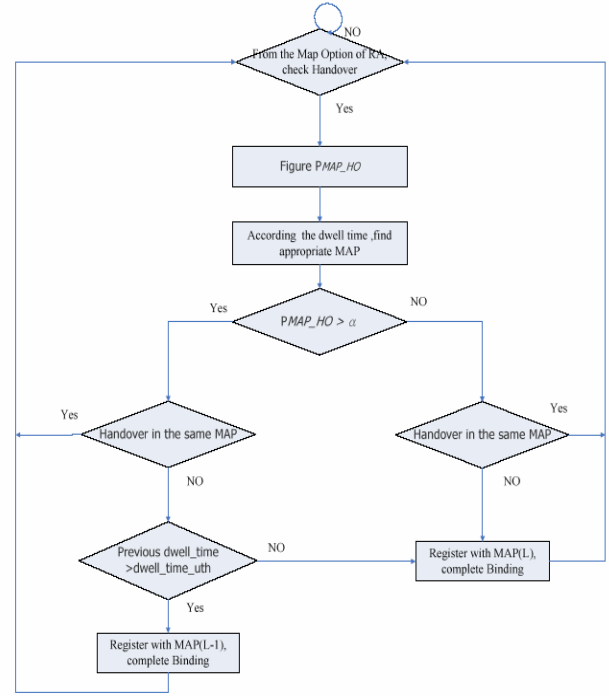 NO
From the Map Option of RA,
check Handover
Yes
Figure PMAP_HO
According the dwell time ,find
appropriate MAP
Yes
NO
PMAP_HO > α
Yes
Handover in the same MAP
Yes
Handover in the same MAP
NO
NO
Previous dwell_time
>dwell_time_uth
NO
Register with MAP(L),
complete Binding
Yes
Register with MAP(L-1),
complete Binding